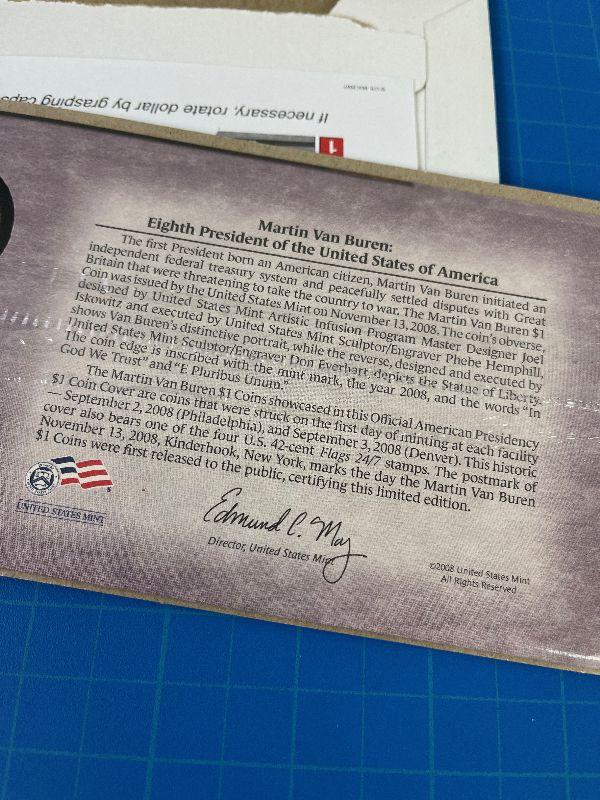 If necessary, rotate dollar by grasping caps
1
Martin Van Buren:
Eighth President of the United States of America
The first President born an American citizen, Martin Van Buren initiated an
independent federal treasury system and peacefully settled disputes with Great
Britain that were threatening to take the country to war. The Martin Van Buren $1
Coin was issued by the United States Mint on November 13, 2008. The coin's obverse,
designed by United States Mint Artistic Infusion Program Master Designer Joel
Iskowitz and executed by United States Mint Sculptor/Engraver Phebe Hemphill,
shows Van Buren's distinctive portrait, while the reverse, designed and executed by
United States Mint Sculptor/Engraver Don Everhart, depicts the Statue of Liberty.
The coin edge is inscribed with the mint mark, the year 2008, and the words "In
God We Trust" and "E Pluribus Unum."
The Martin Van Buren $1 Coins showcased in this Official American Presidency
$1 Coin Cover are coins that were struck on the first day of minting at each facility
— September 2, 2008 (Philadelphia), and September 3, 2008 (Denver). This historic
cover also bears one of the four U.S. 42-cent Flags 24/7 stamps. The postmark of
November 13, 2008, Kinderhook, New York, marks the day the Martin Van Buren
$1 Coins were first released to the public, certifying this limited edition.
UNITED STATES MINT
Edmund C. Moy
Director, United States Mint
©2008 United States Mint
All Rights Reserved